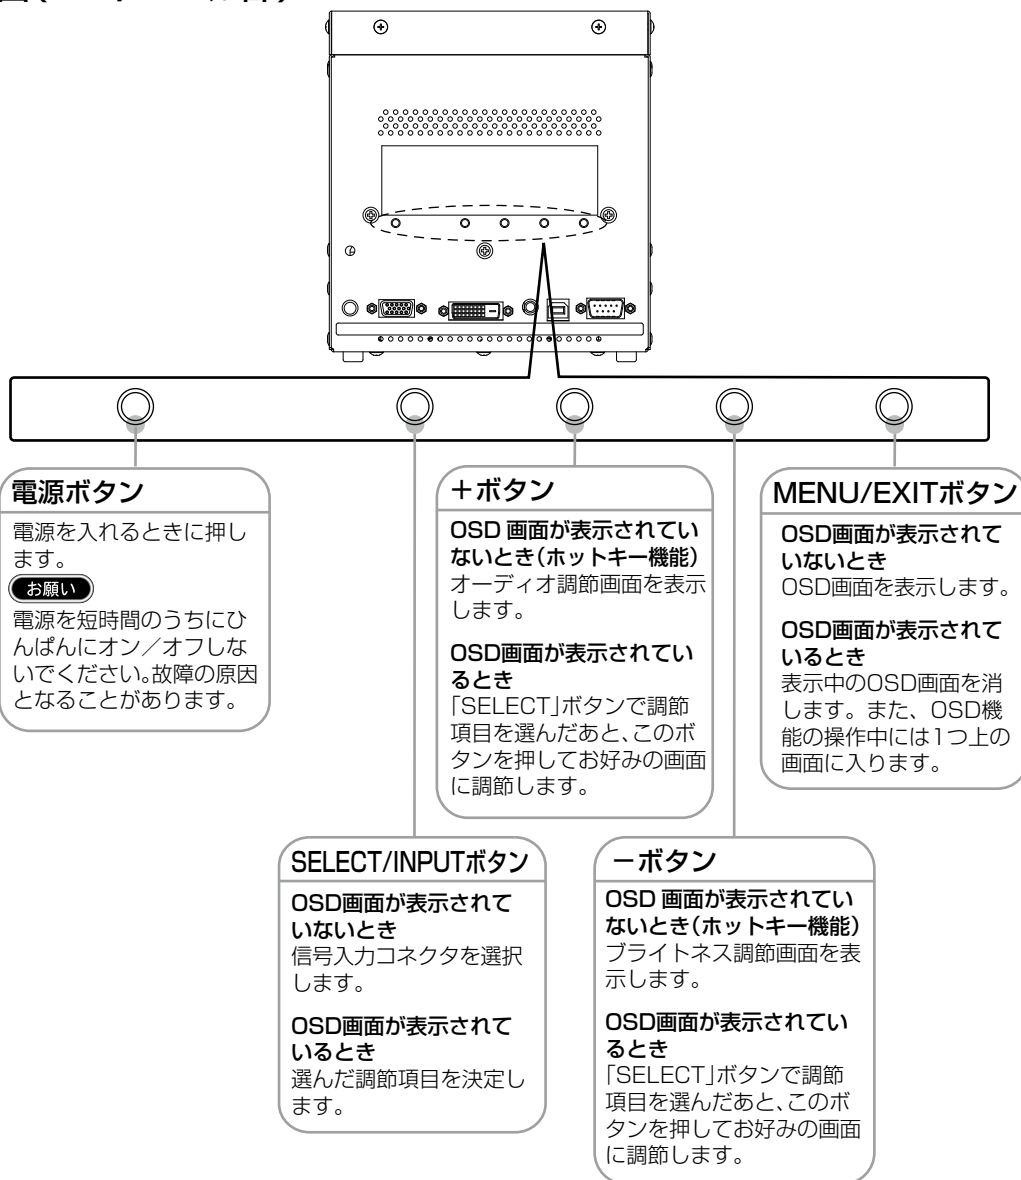 電源ボタン
電源を入れるときに押し
ます。
お願い
電源を短時間のうちにひ
んぱんにオン／オフしな
いでください。故障の原因
となることがあります。
＋ボタン
OSD 画面が表示されてい
ないとき（ホットキー機能）
オーディオ調節画面を表示
します。
OSD画面が表示されてい
るとき
「SELECT」ボタンで調節
項目を選んだあと、このボ
タンを押してお好みの画面
に調節します。
MENU/EXITボタン
OSD画面が表示されて
いないとき
OSD画面を表示します。
OSD画面が表示されて
いるとき
表示中のOSD画面を消
します。また、OSD機
能の操作中には1つ上の
画面に入ります。
SELECT/INPUTボタン
OSD画面が表示されて
いないとき
信号入力コネクタを選択
します。
OSD画面が表示されて
いるとき
選んだ調節項目を決定し
ます。
－ボタン
OSD 画面が表示されてい
ないとき（ホットキー機能）
ブライトネス調節画面を表
示します。
OSD画面が表示されてい
るとき
「SELECT」ボタンで調節
項目を選んだあと、このボ
タンを押してお好みの画面
に調節します。